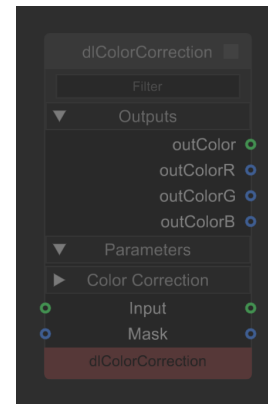 dlColorCorrection
Filter
Outputs
outColor
outColorR
outColorG
outColorB
Parameters
Color Correction
Input
Mask
dlColorCorrection